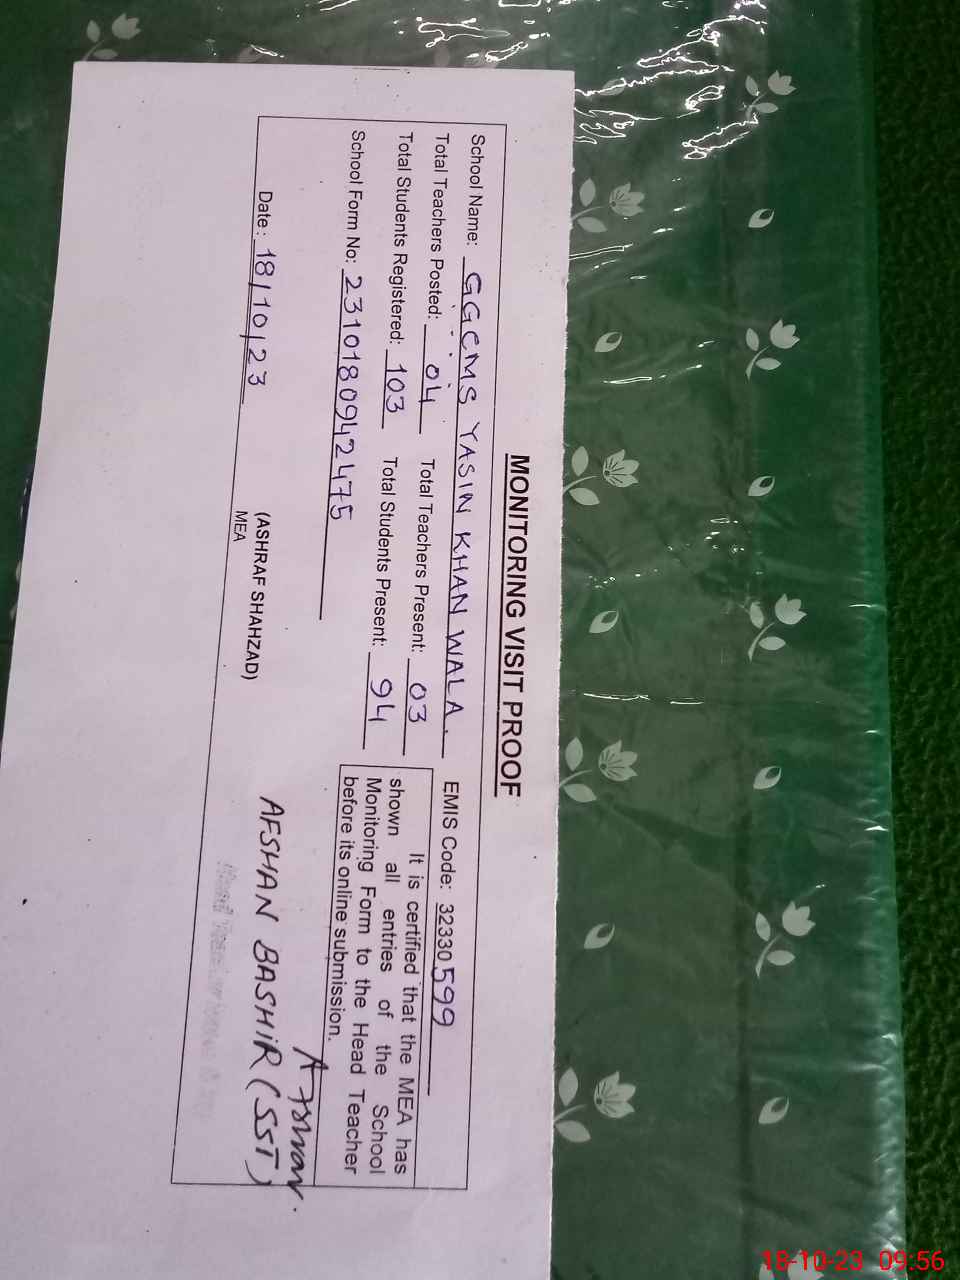 MONITORING VISIT PROOF
School Name: GGCMS YASIN KHAN WALA. EMIS Code: 32330599
Total Teachers Posted: 04 Total Teachers Present: 03
Total Students Registered: 103 Total Students Present: 94
School Form No: 2310180942475
It is certified that the MEA has
shown all entries of the School
Monitoring Form to the Head Teacher
before its online submission.
Afshan.
AFSHAN BASHIR (SST)
Date: 18/10/23
(ASHRAF SHAHZAD)
MEA
18-10-23 09:56